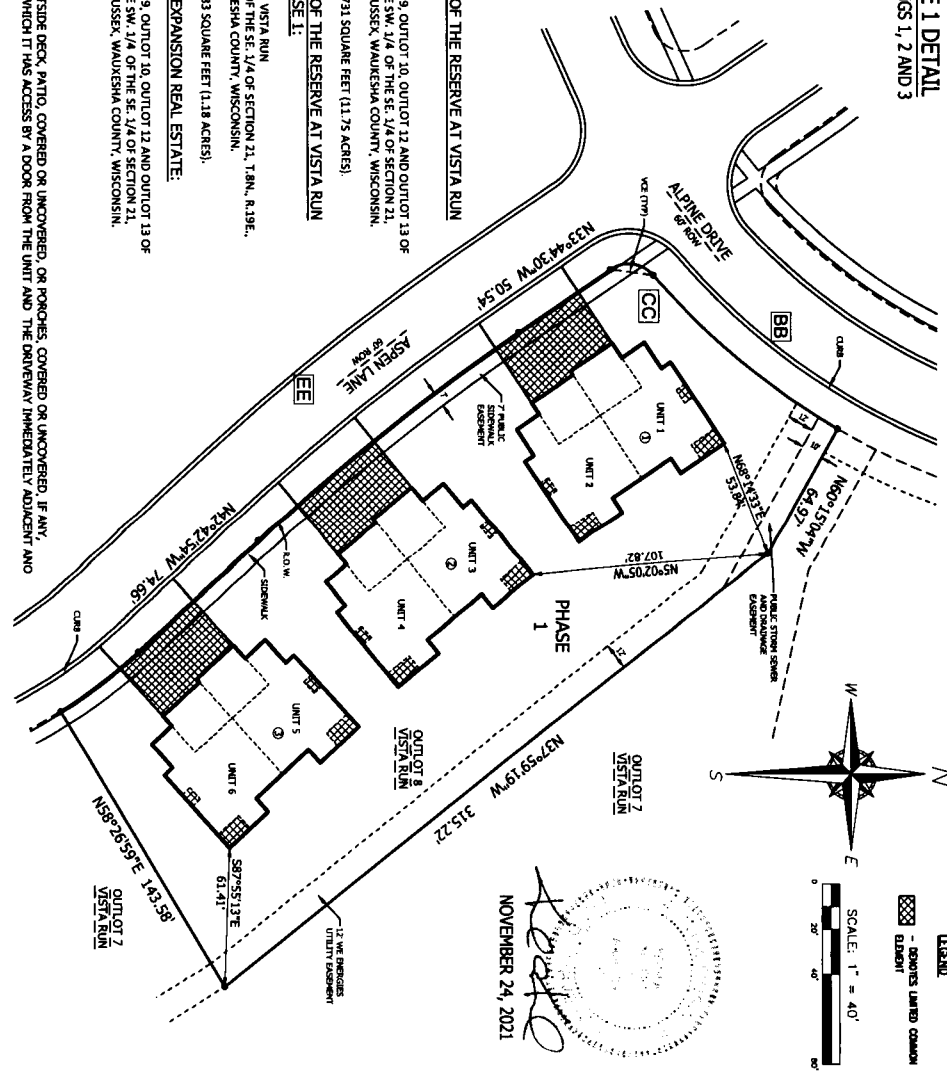 E 1 DETAIL
GS 1, 2 AND 3
LEGEND
- DENOTES LIMITED COMMON
ELEMENT
SCALE: 1" = 40'
0 20' 40' 80'
N
W
E
S
NOVEMBER 24, 2021
ALPINE DRIVE
60' ROW
VCE (TYP)
BB
CC
EE
CURB
N33°44'30"W 50.54'
ASPEN LANE
60' ROW
7' PUBLIC
SIDEWALK
EASEMENT
7'
UNIT 1
1
UNIT 2
N68°14'33"E
53.84'
12'
10'
N60°15'04"W
64.97'
PUBLIC STORM SEWER
AND DRAINAGE
EASEMENT
N5°02'05"W
107.82'
PHASE
1
UNIT 3
2
UNIT 4
OUTLOT 7
VISTA RUN
12'
N37°59'19"W 315.22'
OUTLOT 8
VISTA RUN
N42°42'54"W 74.66'
R.O.W.
SIDEWALK
CURB
UNIT 5
3
UNIT 6
S87°55'13"E
61.41'
12' WE ENERGIES
UTILITY EASEMENT
N58°26'59"E 143.58'
OUTLOT 7
VISTA RUN
OF THE RESERVE AT VISTA RUN
9, OUTLOT 10, OUTLOT 12 AND OUTLOT 13 OF
E SW. 1/4 OF THE SE. 1/4 OF SECTION 21,
USSEX, WAUKESHA COUNTY, WISCONSIN.
731 SQUARE FEET (11.75 ACRES).
OF THE RESERVE AT VISTA RUN
SE 1:
VISTA RUN
OF THE SE. 1/4 OF SECTION 21, T.8N., R.19E.,
ESHA COUNTY, WISCONSIN.
33 SQUARE FEET (1.18 ACRES).
EXPANSION REAL ESTATE:
9, OUTLOT 10, OUTLOT 12 AND OUTLOT 13 OF
E SW. 1/4 OF THE SE. 1/4 OF SECTION 21,
USSEX, WAUKESHA COUNTY, WISCONSIN.
TSIDE DECK, PATIO, COVERED OR UNCOVERED, OR PORCHES, COVERED OR UNCOVERED, IF ANY,
WHICH IT HAS ACCESS BY A DOOR FROM THE UNIT AND THE DRIVEWAY IMMEDIATELY ADJACENT AND